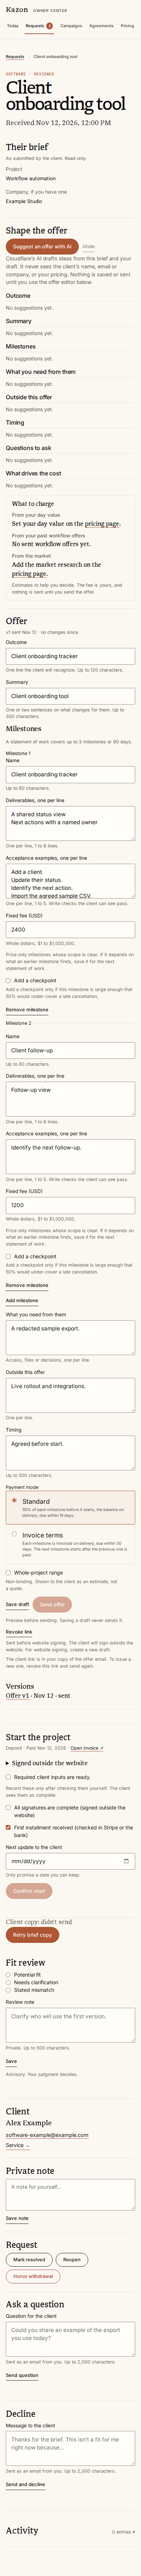 Kazon OWNER CENTER
Today Requests Campaigns Agreements Pricing
Requests Client onboarding text
SOFTWARE · REVIEWED
Client
onboarding tool
Received Nov 12, 2026, 12:00 PM
Their brief
As submitted by the client. Read only.
Project
Workflow automation
Company, if you have one
Example Studio
Shape the offer
Suggest an offer with AI Undo
Cloudflare's AI drafts ideas from this brief and your
draft. It never sees the client's name, email or
company, or your pricing. Nothing is saved or sent
until you use the offer editor below.
Outcome
No suggestions yet.
Summary
No suggestions yet.
Milestones
No suggestions yet.
What you need from them
No suggestions yet.
Outside this offer
No suggestions yet.
Timing
No suggestions yet.
Questions to ask
No suggestions yet.
What drives the cost
No suggestions yet.
What to charge
From your day value
Set your day value on the pricing page.
From your past workflow offers
No sent workflow offers yet.
From the market
Add the market research on the
pricing page.
Estimates to help you decide. The fee is yours, and
nothing is sent until you send the offer.
Offer
v1 sent Nov 12 · no changes since
Outcome
Client onboarding tracker
One line the client will recognize. Up to 120 characters.
Summary
Client onboarding tool
One or two sentences on what changes for them. Up to
300 characters.
Milestones
A statement of work covers up to 3 milestones or 90 days.
Milestone 1
Name
Client onboarding tracker
Up to 80 characters.
Deliverables, one per line
A shared status view
Next actions with a named owner
One per line, 1 to 8 lines.
Acceptance examples, one per line
Add a client.
Update their status.
Identify the next action.
Import the agreed sample CSV.
One per line, 1 to 5. Write checks the client can see pass.
Fixed fee (USD)
2400
Whole dollars, $1 to $1,000,000.
Price only milestones whose scope is clear. If it depends on
what an earlier milestone finds, save it for the next
statement of work.
Add a checkpoint
Add a checkpoint only if this milestone is large enough that
50% would under-cover a late cancellation.
Remove milestone
Milestone 2
Name
Client follow-up
Up to 80 characters.
Deliverables, one per line
Follow-up view
One per line, 1 to 8 lines.
Acceptance examples, one per line
Identify the next follow-up.
One per line, 1 to 5. Write checks the client can see pass.
Fixed fee (USD)
1200
Whole dollars, $1 to $1,000,000.
Price only milestones whose scope is clear. If it depends on
what an earlier milestone finds, save it for the next
statement of work.
Add a checkpoint
Add a checkpoint only if this milestone is large enough that
50% would under-cover a late cancellation.
Remove milestone
Add milestone
What you need from them
A redacted sample export.
Access, files or decisions, one per line.
Outside this offer
Live rollout and integrations.
One per line.
Timing
Agreed before start.
Up to 500 characters.
Payment mode
Standard
50% of each milestone before it starts, the balance on
delivery, due within 15 days.
Invoice terms
Each milestone is invoiced on delivery, due within 30
days. The next milestone starts after the previous one is
paid.
Whole-project range
Non-binding. Shown to the client as an estimate, not
a quote.
Save draft Send offer
Preview before sending. Saving a draft never sends it.
Revoke link
Sent before website signing. The client will sign outside the
website. For website signing, create a new draft.
The client link is in your copy of the offer email. To issue a
new one, revoke this link and send again.
Versions
Offer v1 · Nov 12 · sent
Start the project
Deposit · Paid Nov 12, 2026 · Open invoice ↗
▶ Signed outside the website
Required client inputs are ready.
Record these only after checking them yourself. The client
sees them as complete.
All signatures are complete (signed outside the
website)
First installment received (checked in Stripe or the
bank)
Next update to the client
mm/dd/yyyy
Only promise a date you can keep.
Confirm start
Client copy: didn't send
Retry brief copy
Fit review
Potential fit
Needs clarification
Stated mismatch
Review note
Clarify who will use the first version.
Private. Up to 500 characters.
Save
Advisory. Your judgment decides.
Client
Alex Example
software-example@example.com
Service →
Private note
A note for yourself...
Save note
Request
Mark resolved Reopen
Honor withdrawal
Ask a question
Question for the client
Could you share an example of the export
you use today?
Sent as an email from you. Up to 2,000 characters.
Send question
Decline
Message to the client
Thanks for the brief. This isn't a fit for me
right now because...
Sent as an email from you. Up to 2,000 characters.
Send and decline
Activity 0 entries ▾